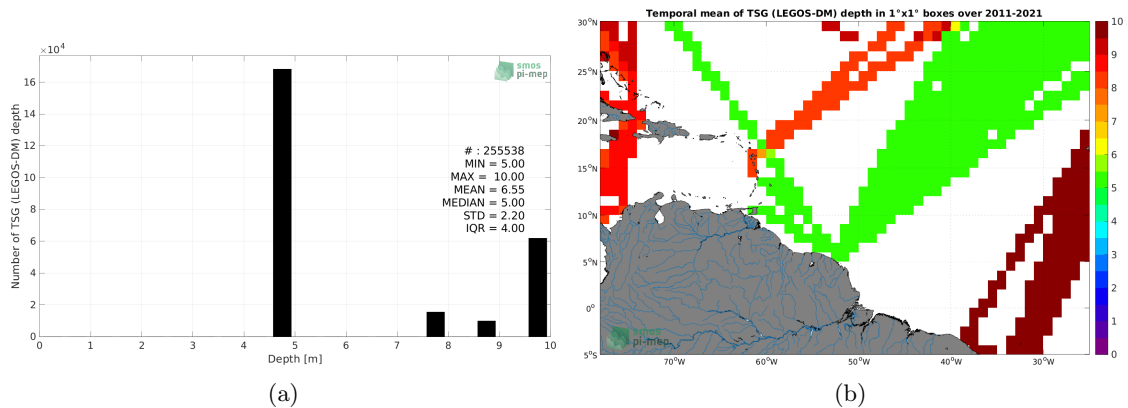 ×10⁴
16
14
12
10
8
6
4
2
0
Number of TSG (LEGOS-DM) depth
smos
pi-mep
# : 255538
MIN = 5.00
MAX = 10.00
MEAN = 6.55
MEDIAN = 5.00
STD = 2.20
IQR = 4.00
0 1 2 3 4 5 6 7 8 9 10
Depth [m]
(a)
Temporal mean of TSG (LEGOS-DM) depth in 1°x1° boxes over 2011-2021
30°N
25°N
20°N
15°N
10°N
5°N
0°
5°S
smos
pi-mep
70°W 60°W 50°W 40°W 30°W
10
9
8
7
6
5
4
3
2
1
0
(b)